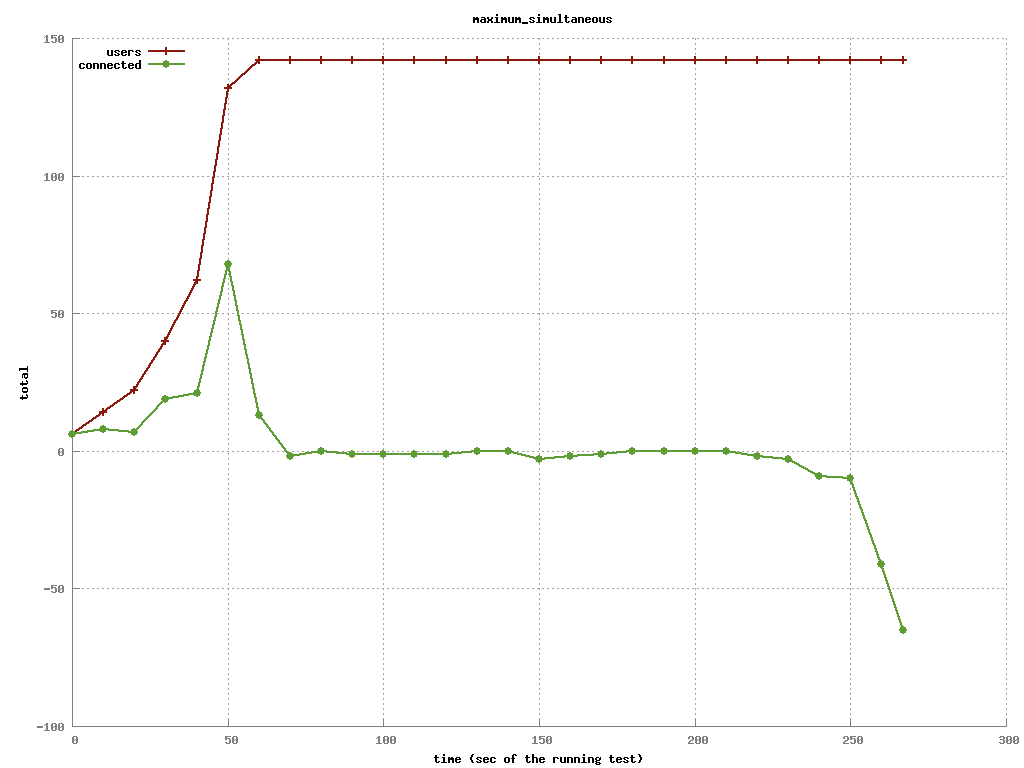 maximum_simultaneous
users
connected
150
100
50
0
-50
-100
total
0 50 100 150 200 250 300
time (sec of the running test)